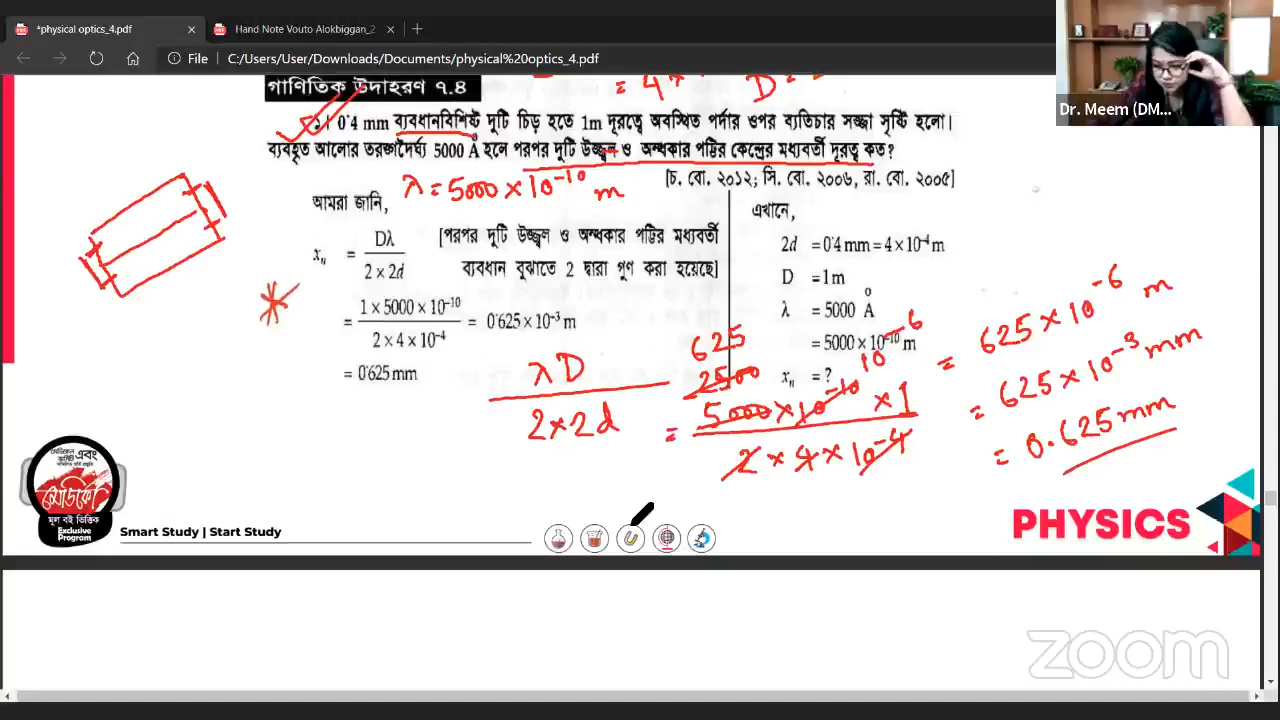 *physical optics_4.pdf
Hand Note Vouto Alokbiggan_2
File
C:/Users/User/Downloads/Documents/physical%20optics_4.pdf
Dr. Meem (DM...
= 4×
D =
গাণিতিক উদাহরণ ৭.৪
১। 0·4 mm ব্যবধানবিশিষ্ট দুটি চিড় হতে 1m দূরত্বে অবস্থিত পর্দার ওপর ব্যতিচার সজ্জা সৃষ্টি হলো।
ব্যবহৃত আলোর তরঙ্গদৈর্ঘ্য 5000 Å হলে পরপর দুটি উজ্জ্বল ও অন্ধকার পট্টির কেন্দ্রের মধ্যবর্তী দূরত্ব কত?
[চ. বো. ২০১২; সি. বো. ২০০৬, রা. বো. ২০০৫]
λ = 5000 × 10⁻¹⁰ m
আমরা জানি,
xₙ = Dλ / 2 × 2d
[পরপর দুটি উজ্জ্বল ও অন্ধকার পট্টির মধ্যবর্তী
ব্যবধান বুঝাতে 2 দ্বারা গুণ করা হয়েছে]
= 1 × 5000 × 10⁻¹⁰ / 2 × 4 × 10⁻⁴ = 0·625 × 10⁻³ m
= 0·625 mm
এখানে,
2d = 0·4 mm = 4 × 10⁻⁴ m
D = 1m
λ = 5000 Å
= 5000 × 10⁻¹⁰ m
xₙ = ?
λD / 2×2d
625
2500
10⁻⁶
= 5000 × 10⁻¹⁰ × 1 / 2 × 4 × 10⁻⁴
= 625 × 10⁻⁶ m
= 625 × 10⁻³ mm
= 0.625 mm
মেডিকেল
এবং
মেডিকো
মূল বই ভিত্তিক
Exclusive
Program
Smart Study | Start Study
PHYSICS
zoom